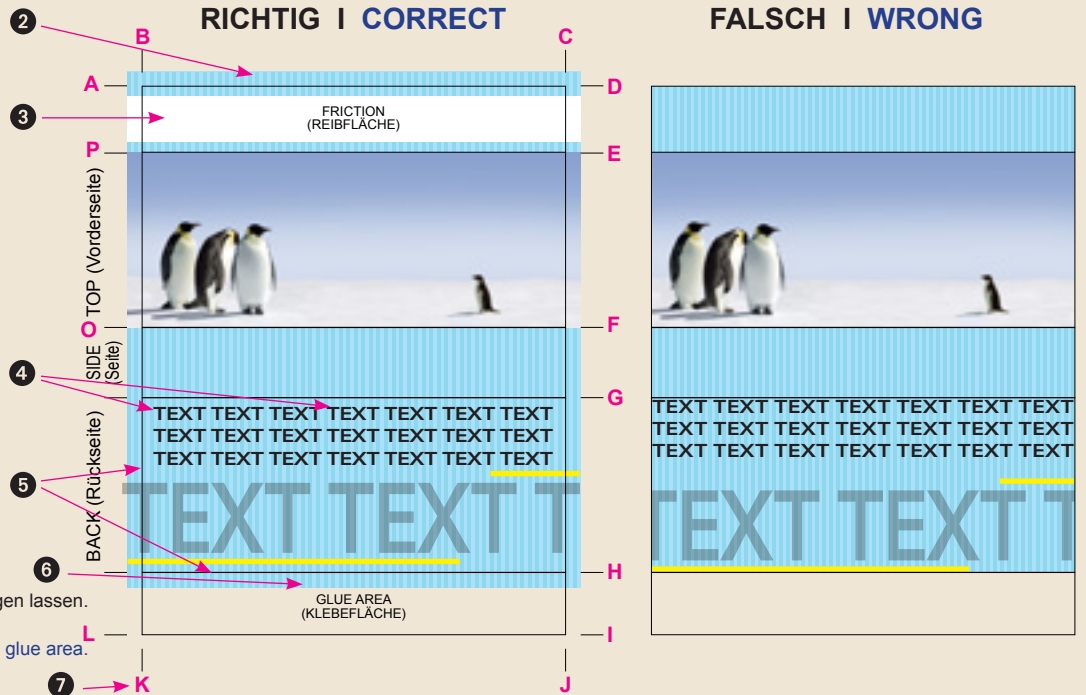 RICHTIG I CORRECT
FALSCH I WRONG
2
B
C
A
D
3
FRICTION
(REIBFLÄCHE)
P
E
TOP (Vorderseite)
O
F
SIDE
(Seite)
4
G
TEXT TEXT TEXT TEXT TEXT TEXT TEXT
TEXT TEXT TEXT TEXT TEXT TEXT TEXT
TEXT TEXT TEXT TEXT TEXT TEXT TEXT
TEXT TEXT TEXT TEXT TEXT TEXT TEXT
TEXT TEXT TEXT TEXT TEXT TEXT TEXT
TEXT TEXT TEXT TEXT TEXT TEXT TEXT
5
BACK (Rückseite)
TEXT TEXT T
TEXT TEXT T
6
H
gen lassen.
GLUE AREA
(KLEBEFLÄCHE)
L
I
glue area.
7
K
J